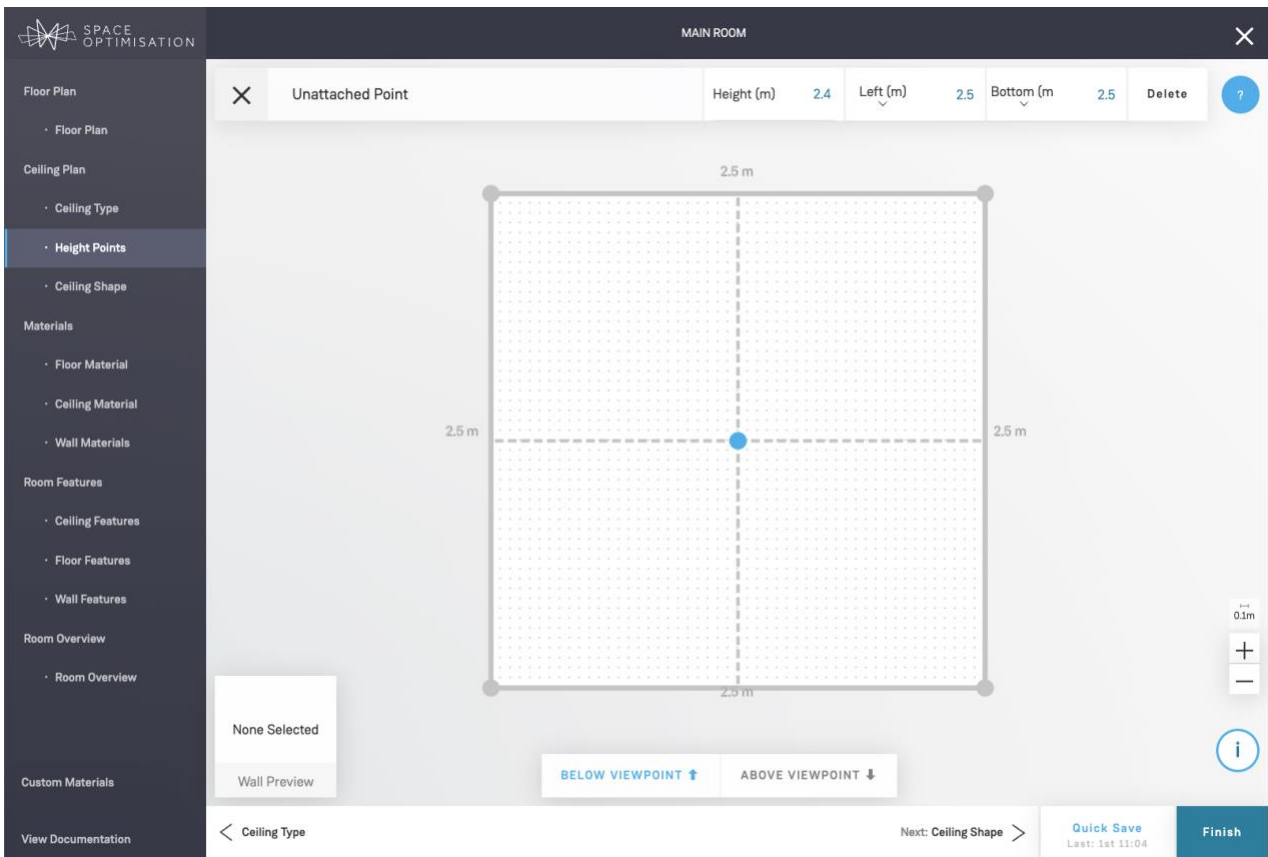 SPACE
OPTIMISATION
MAIN ROOM
Floor Plan
· Floor Plan
Ceiling Plan
· Ceiling Type
· Height Points
· Ceiling Shape
Materials
· Floor Material
· Ceiling Material
· Wall Materials
Room Features
· Ceiling Features
· Floor Features
· Wall Features
Room Overview
· Room Overview
Custom Materials
View Documentation
Unattached Point
Height (m) 2.4
Left (m) 2.5
Bottom (m 2.5
Delete
?
2.5 m
2.5 m
2.5 m
2.5 m
0.1m
i
None Selected
Wall Preview
BELOW VIEWPOINT
ABOVE VIEWPOINT
Ceiling Type
Next: Ceiling Shape
Quick Save
Last: 1st 11:04
Finish